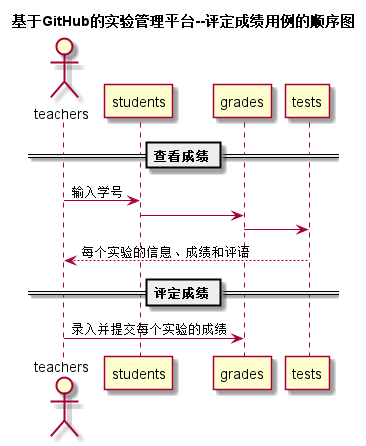 基于GitHub的实验管理平台--评定成绩用例的顺序图
teachers
students
grades
tests
查看成绩
输入学号
每个实验的信息、成绩和评语
评定成绩
录入并提交每个实验的成绩
teachers
students
grades
tests